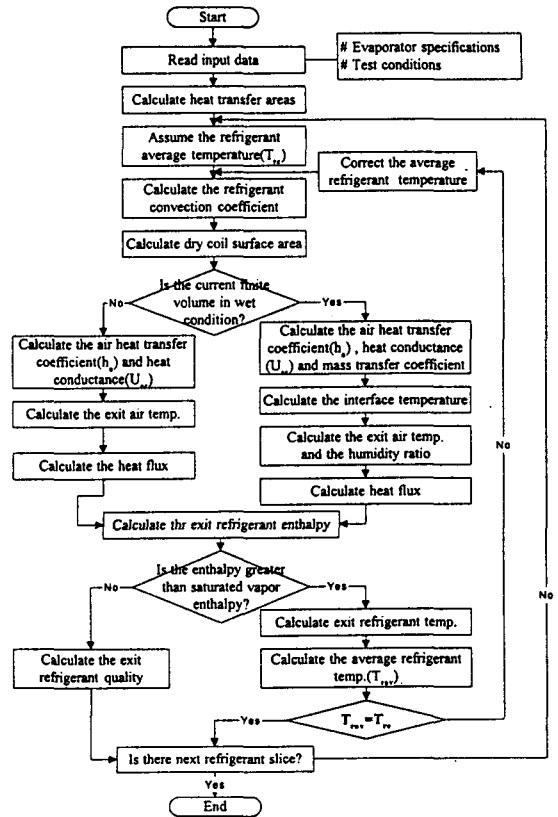 Start
Read input data
# Evaporator specifications
# Test conditions
Calculate heat transfer areas
Assume the refrigerant
average temperature(Tre)
Correct the average
refrigerant temperature
Calculate the refrigerant
convection coefficient
Calculate dry coil surface area
Is the current finite
volume in wet
condition?
No
Yes
Calculate the air heat transfer
coefficient(ha) and heat
conductance(
Calculate the air heat transfer
coefficient(ha) , heat conductance
and mass transfer coefficient
Calculate the exit air temp.
Calculate the interface temperature
Calculate the heat flux
Calculate the exit air temp.
and the humidity ratio
No
Calculate heat flux
Calculate thr exit refrigerant enthalpy
Is the enthalpy greater
than saturated vapor
enthalpy?
No
Yes
No
Calculate exit refrigerant temp.
Calculate the exit
refrigerant quality
Calculate the average refrigerant
temp.
Yes
Is there next refrigerant slice?
Yes
End